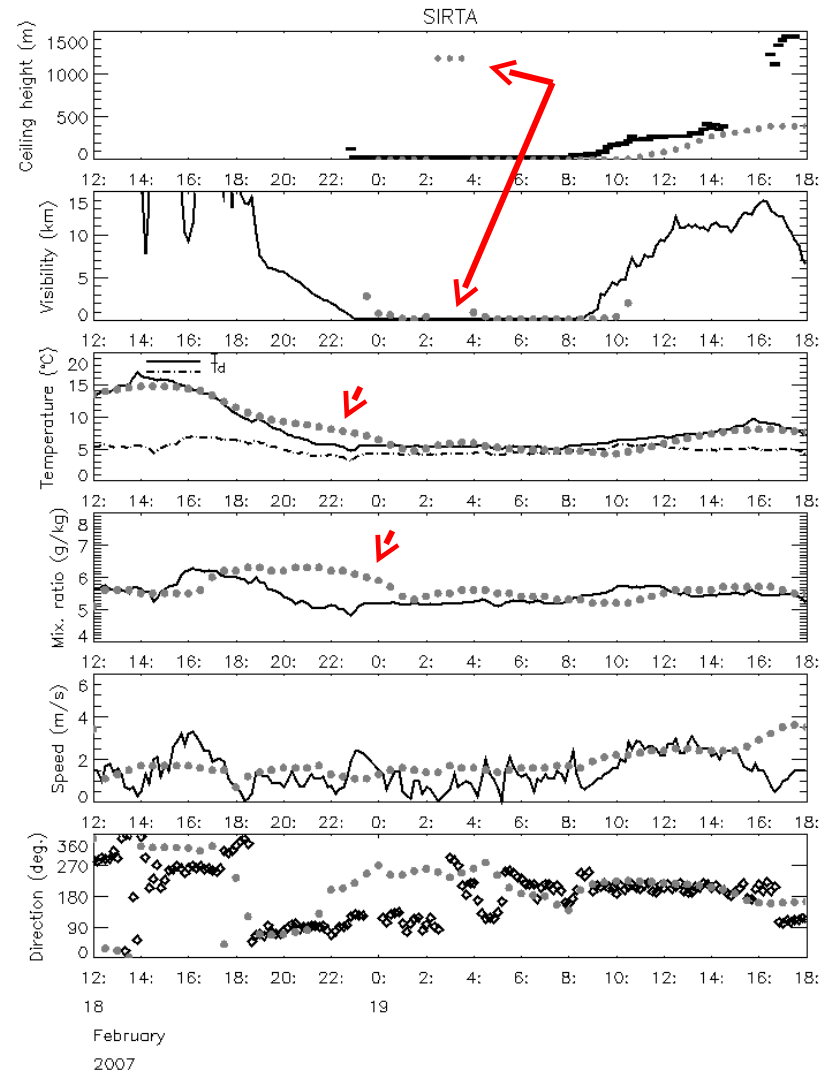 SIRTA
Ceiling height (m)
1500
1000
500
0
12: 14: 16: 18: 20: 22: 0: 2: 4: 6: 8: 10: 12: 14: 16: 18:
Visibility (km)
15
10
5
0
12: 14: 16: 18: 20: 22: 0: 2: 4: 6: 8: 10: 12: 14: 16: 18:
Temperature (°C)
20
15
10
5
0
T
Td
12: 14: 16: 18: 20: 22: 0: 2: 4: 6: 8: 10: 12: 14: 16: 18:
Mix. ratio (g/kg)
8
7
6
5
4
12: 14: 16: 18: 20: 22: 0: 2: 4: 6: 8: 10: 12: 14: 16: 18:
Speed (m/s)
6
4
2
0
12: 14: 16: 18: 20: 22: 0: 2: 4: 6: 8: 10: 12: 14: 16: 18:
Direction (deg.)
360
270
180
90
0
12: 14: 16: 18: 20: 22: 0: 2: 4: 6: 8: 10: 12: 14: 16: 18:
18 19
February
2007